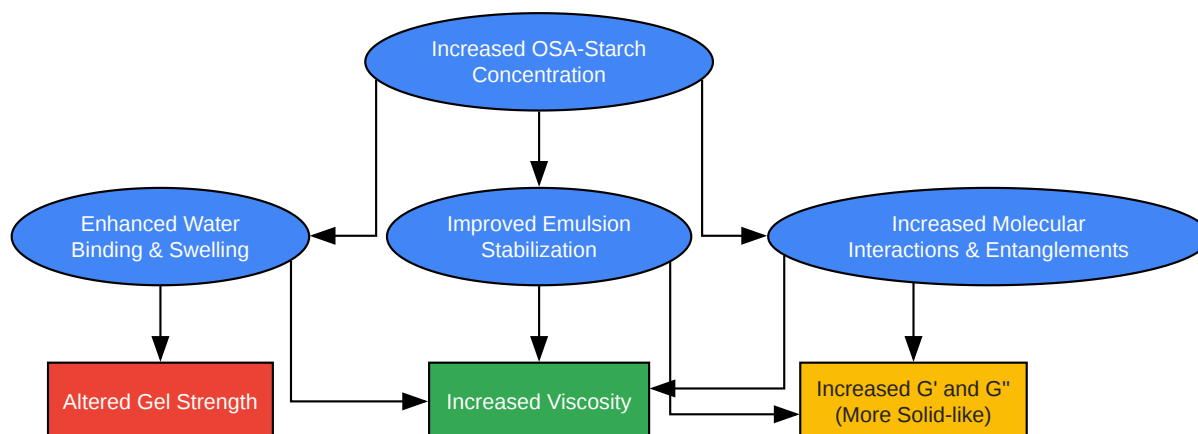 Increased OSA-Starch
Concentration
Enhanced Water
Binding & Swelling
Improved Emulsion
Stabilization
Increased Molecular
Interactions & Entanglements
Altered Gel Strength
Increased Viscosity
Increased G' and G"
(More Solid-like)